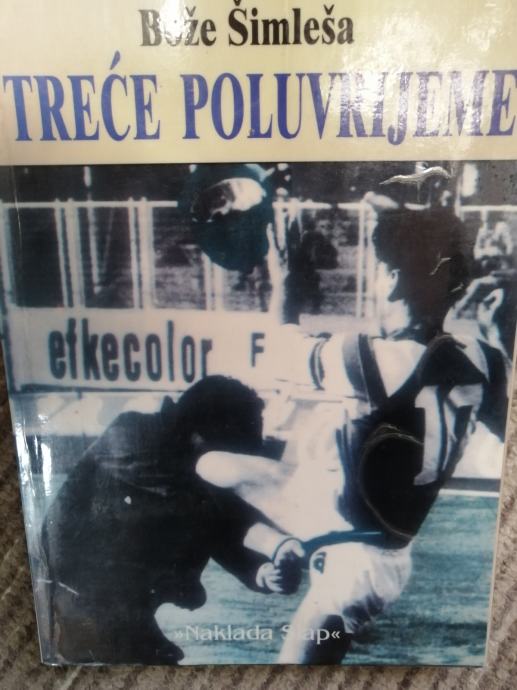 Bože Šimleša
TREĆE POLUVRIJEME
efkecolor F
»Naklada Slap«